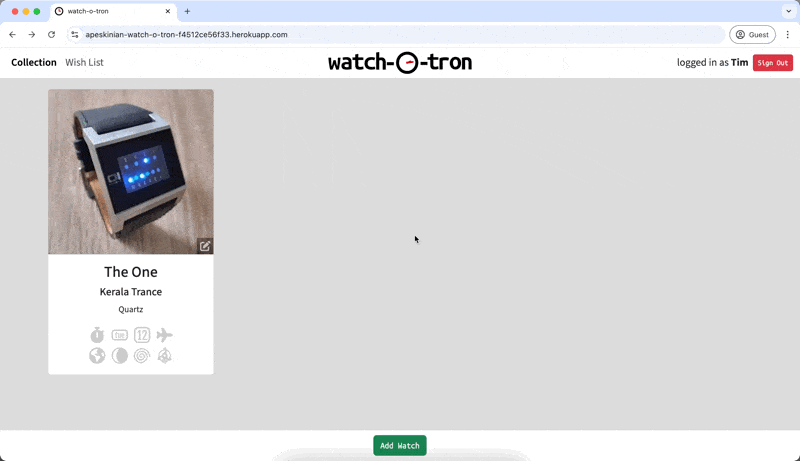 watch-o-tron
apeskinian-watch-o-tron-f4512ce56f33.herokuapp.com
Guest
Collection
Wish List
watch-O-tron
logged in as Tim
Sign Out
The One
Kerala Trance
Quartz
12
Add Watch